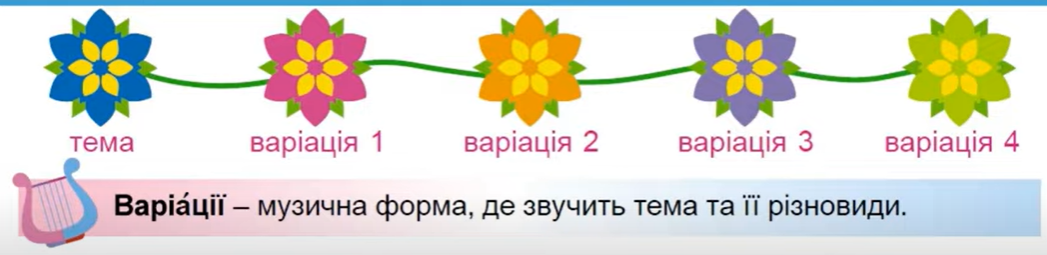 тема варіація 1 варіація 2 варіація 3 варіація 4
Варіа́ції – музична форма, де звучить тема та її різновиди.